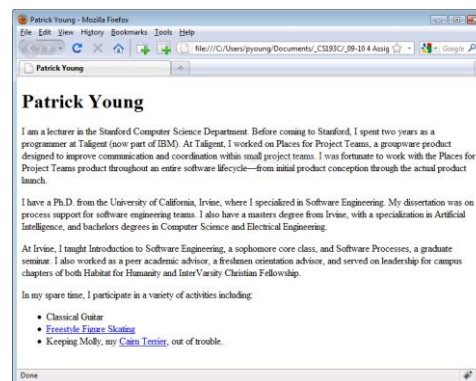 Patrick Young - Mozilla Firefox
File Edit View History Bookmarks Tools Help
file:///C:/Users/pyoung/Documents/_CS193C/_09-10 4 Assig
Google
Patrick Young
Patrick Young
I am a lecturer in the Stanford Computer Science Department. Before coming to Stanford, I spent two years as a
programmer at Taligent (now part of IBM). At Taligent, I worked on Places for Project Teams, a groupware product
designed to improve communication and coordination within small project teams. I was fortunate to work with the Places for
Project Teams product throughout an entire software lifecycle—from initial product conception through the actual product
launch.
I have a Ph.D. from the University of California, Irvine, where I specialized in Software Engineering. My dissertation was on
process support for software engineering teams. I also have a masters degree from Irvine, with a specialization in Artificial
Intelligence, and bachelors degrees in Computer Science and Electrical Engineering.
At Irvine, I taught Introduction to Software Engineering, a sophomore core class, and Software Processes, a graduate
seminar. I also worked as a peer academic advisor, a freshmen orientation advisor, and served on leadership for campus
chapters of both Habitat for Humanity and InterVarsity Christian Fellowship.
In my spare time, I participate in a variety of activities including:
• Classical Guitar
• Freestyle Figure Skating
• Keeping Molly, my Cairn Terrier, out of trouble.
Done